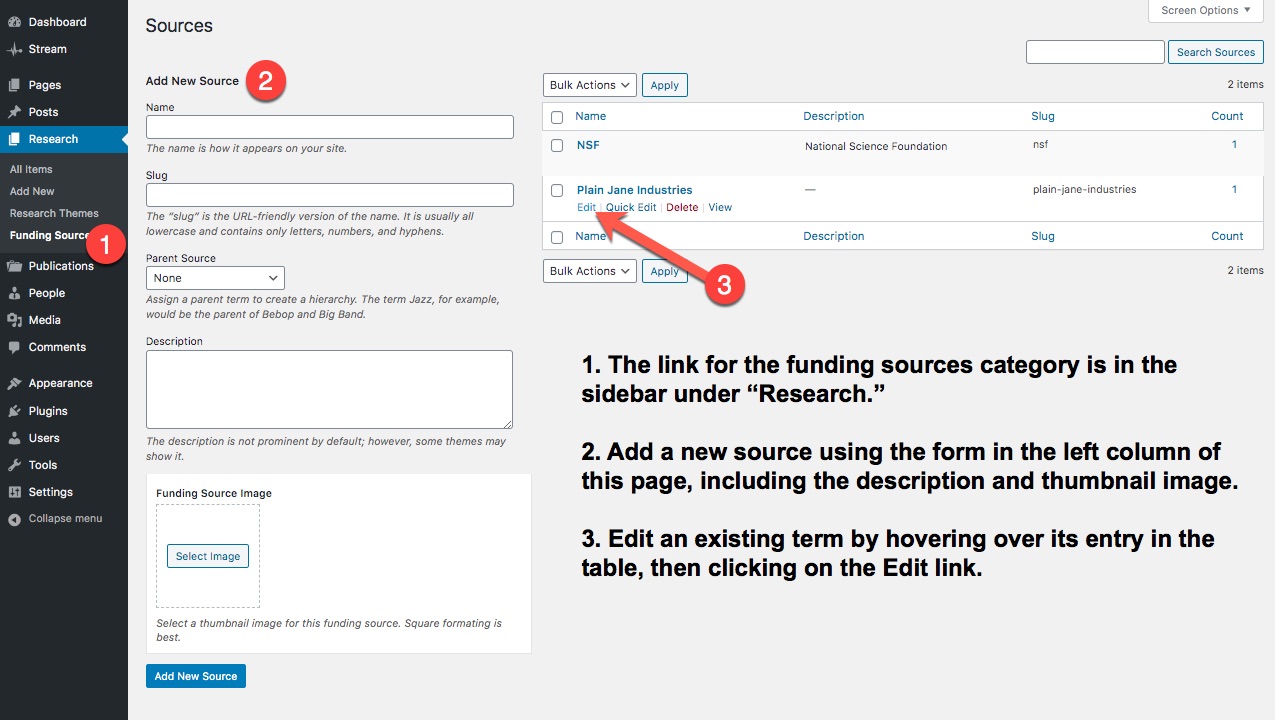 Dashboard
Stream
Pages
Posts
Research
All Items
Add New
Research Themes
Funding Sourc
1
Publications
People
Media
Comments
Appearance
Plugins
Users
Tools
Settings
Collapse menu
Sources
Screen Options
Search Sources
Add New Source
2
Name
The name is how it appears on your site.
Slug
The “slug” is the URL-friendly version of the name. It is usually all
lowercase and contains only letters, numbers, and hyphens.
Parent Source
None
Assign a parent term to create a hierarchy. The term Jazz, for example,
would be the parent of Bebop and Big Band.
Description
The description is not prominent by default; however, some themes may
show it.
Funding Source Image
Select Image
Select a thumbnail image for this funding source. Square formating is
best.
Add New Source
Bulk Actions Apply 2 items
Name Description Slug Count
NSF National Science Foundation nsf 1
Plain Jane Industries — plain-jane-industries 1
Edit | Quick Edit | Delete | View
Name Description Slug Count
Bulk Actions Apply 2 items
3
1. The link for the funding sources category is in the
sidebar under “Research.”
2. Add a new source using the form in the left column of
this page, including the description and thumbnail image.
3. Edit an existing term by hovering over its entry in the
table, then clicking on the Edit link.